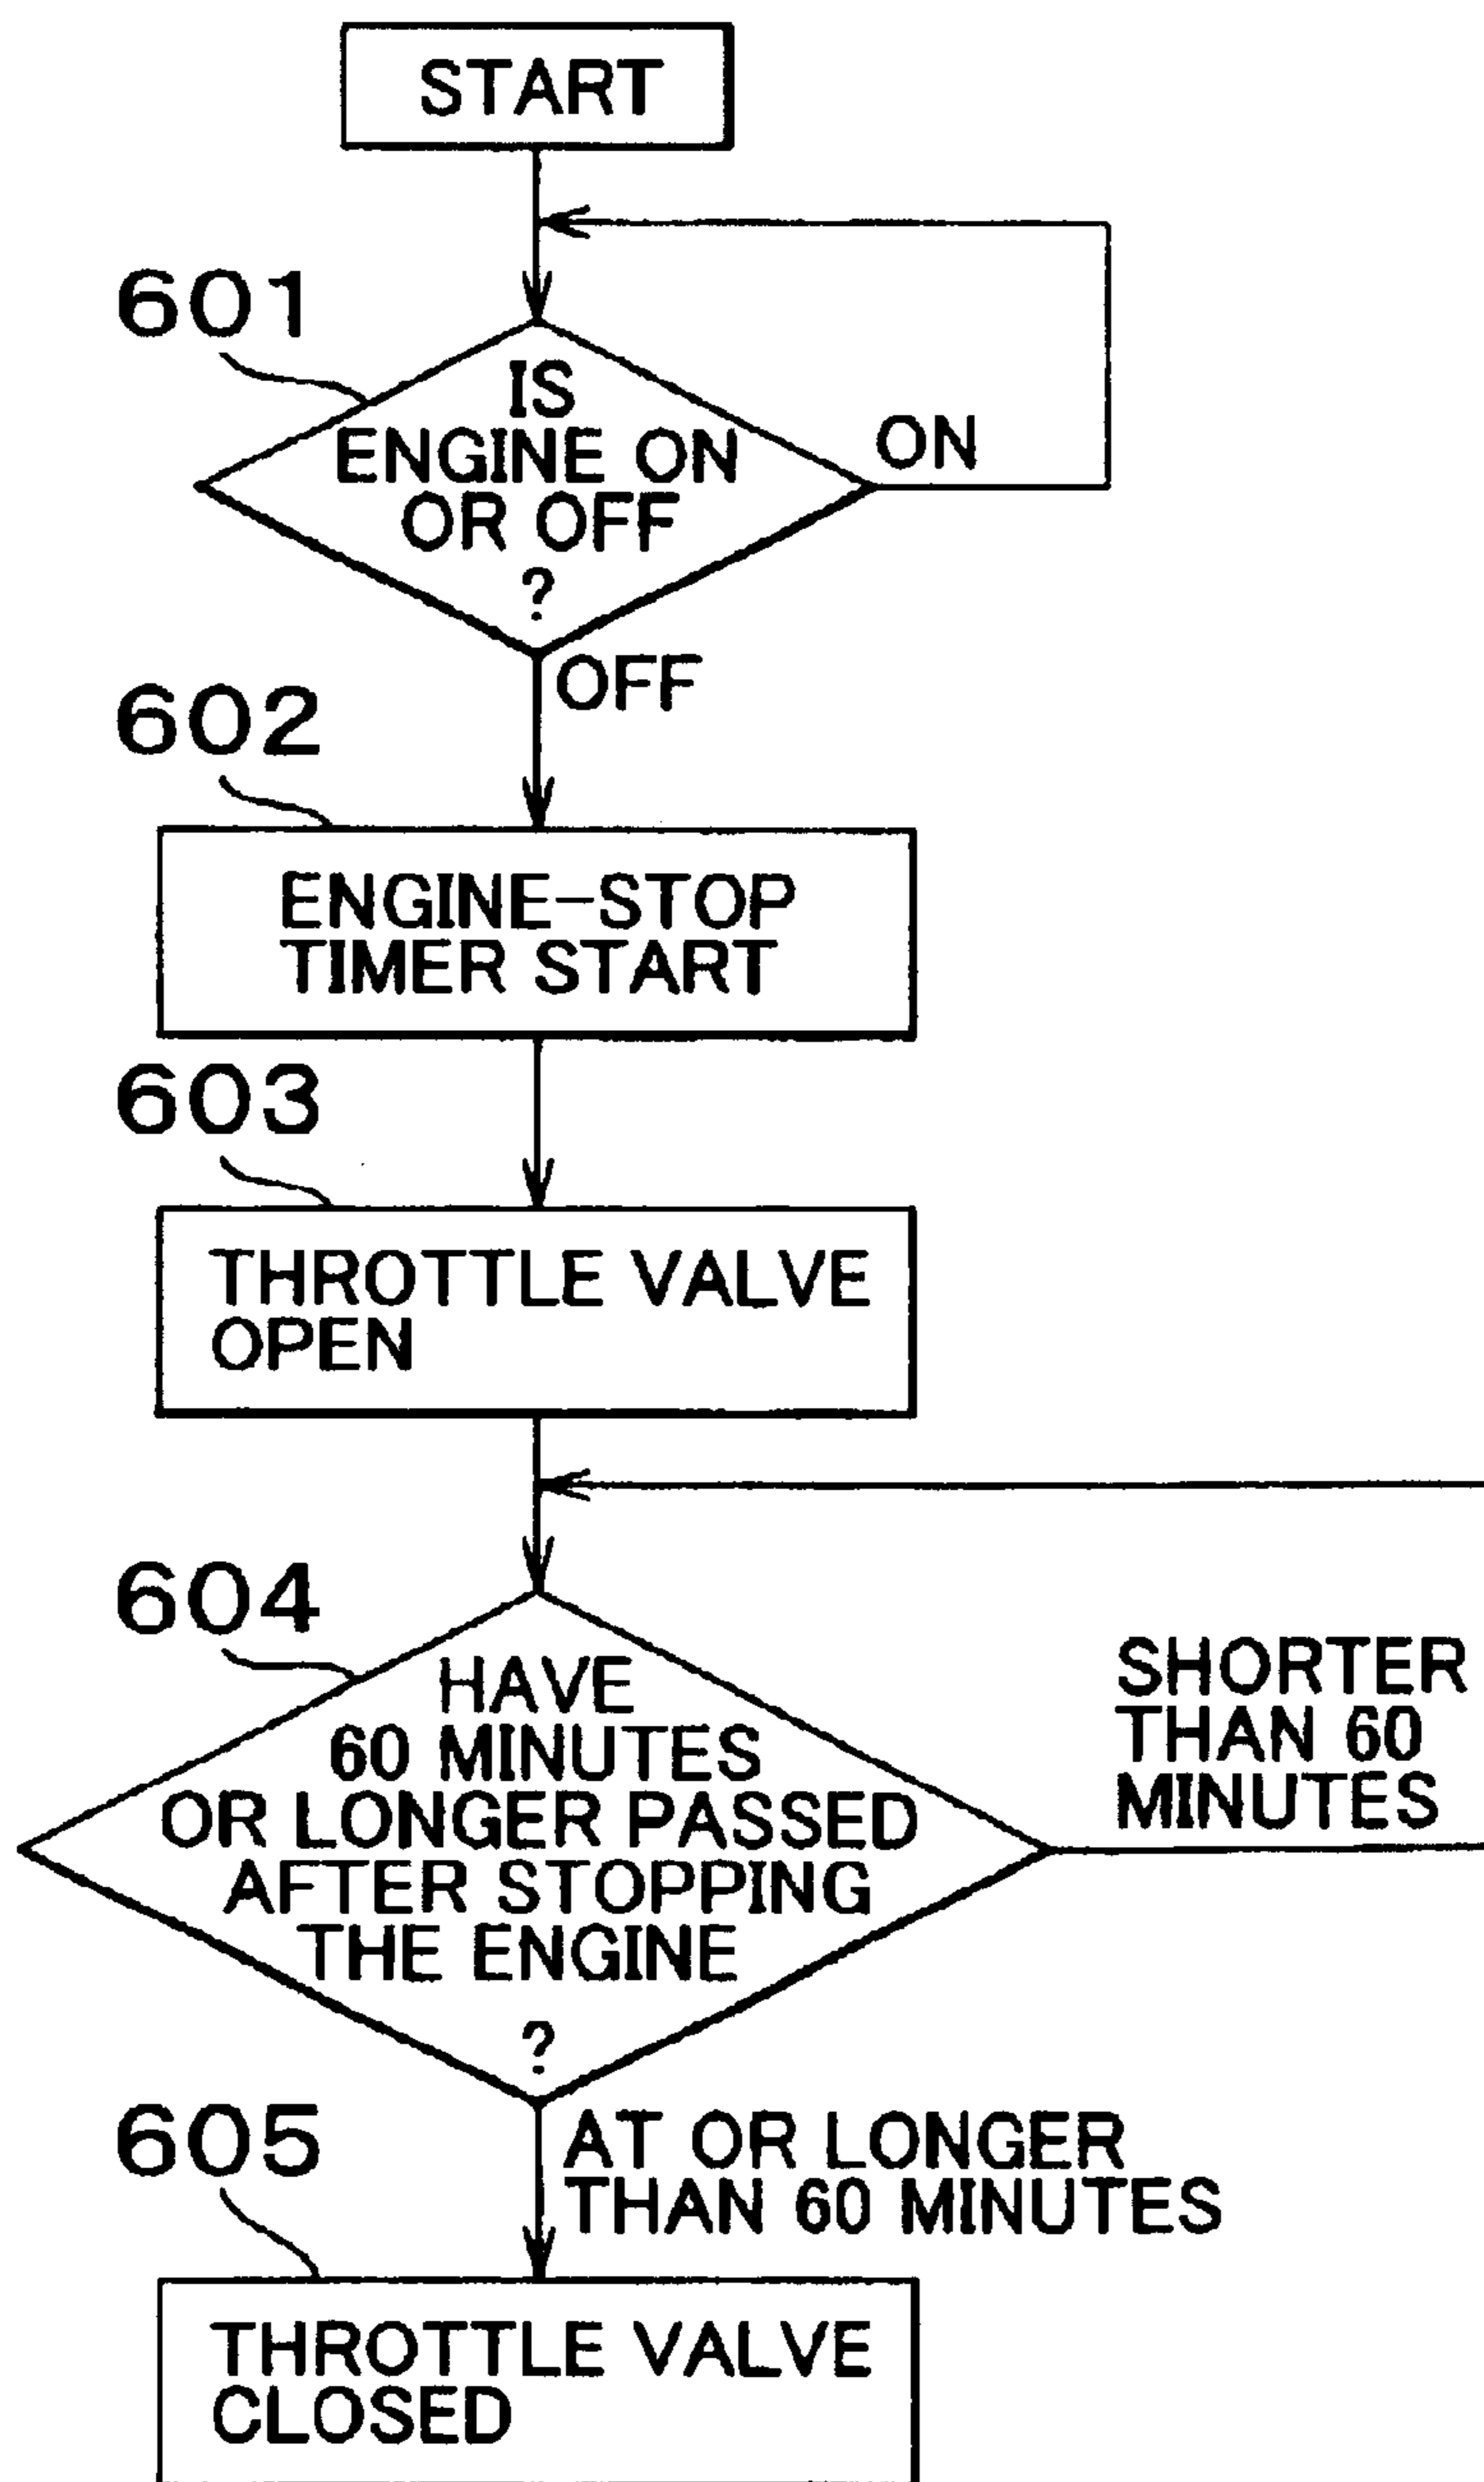 START
601
IS
ENGINE ON
OR OFF
?
ON
OFF
602
ENGINE-STOP
TIMER START
603
THROTTLE VALVE
OPEN
604
HAVE
60 MINUTES
OR LONGER PASSED
AFTER STOPPING
THE ENGINE
?
SHORTER
THAN 60
MINUTES
AT OR LONGER
THAN 60 MINUTES
605
THROTTLE VALVE
CLOSED